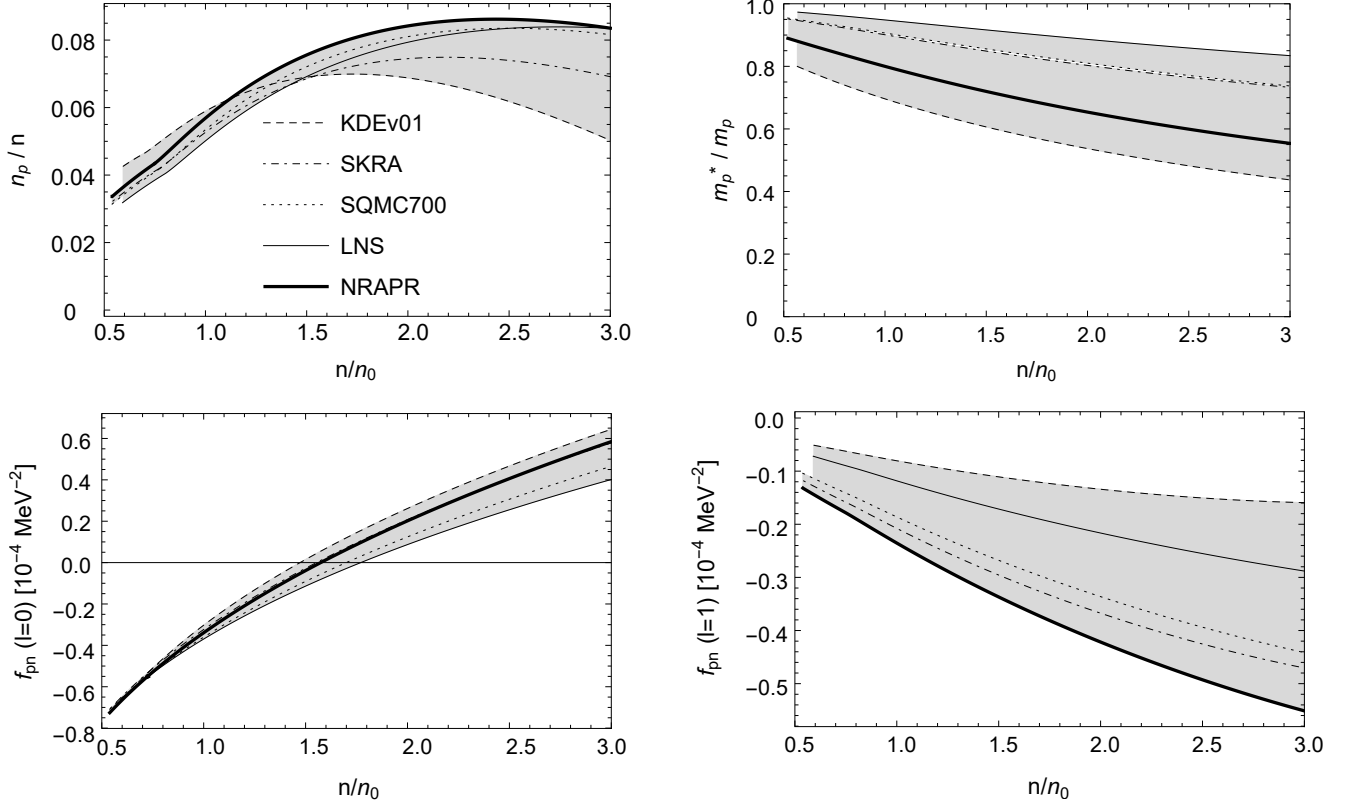 0.08
0.06
0.04
0.02
0
n_p / n
KDEv01
SKRA
SQMC700
LNS
NRAPR
0.5 1.0 1.5 2.0 2.5 3.0
n/n_0
1.0
0.8
0.6
0.4
0.2
0
m_p^* / m_p
0.5 1.0 1.5 2.0 2.5 3
n/n_0
0.6
0.4
0.2
0.0
−0.2
−0.4
−0.6
−0.8
f_pn (l=0) [10^−4 MeV^−2]
0.5 1.0 1.5 2.0 2.5 3.0
n/n_0
0.0
−0.1
−0.2
−0.3
−0.4
−0.5
f_pn (l=1) [10^−4 MeV^−2]
0.5 1.0 1.5 2.0 2.5 3.0
n/n_0